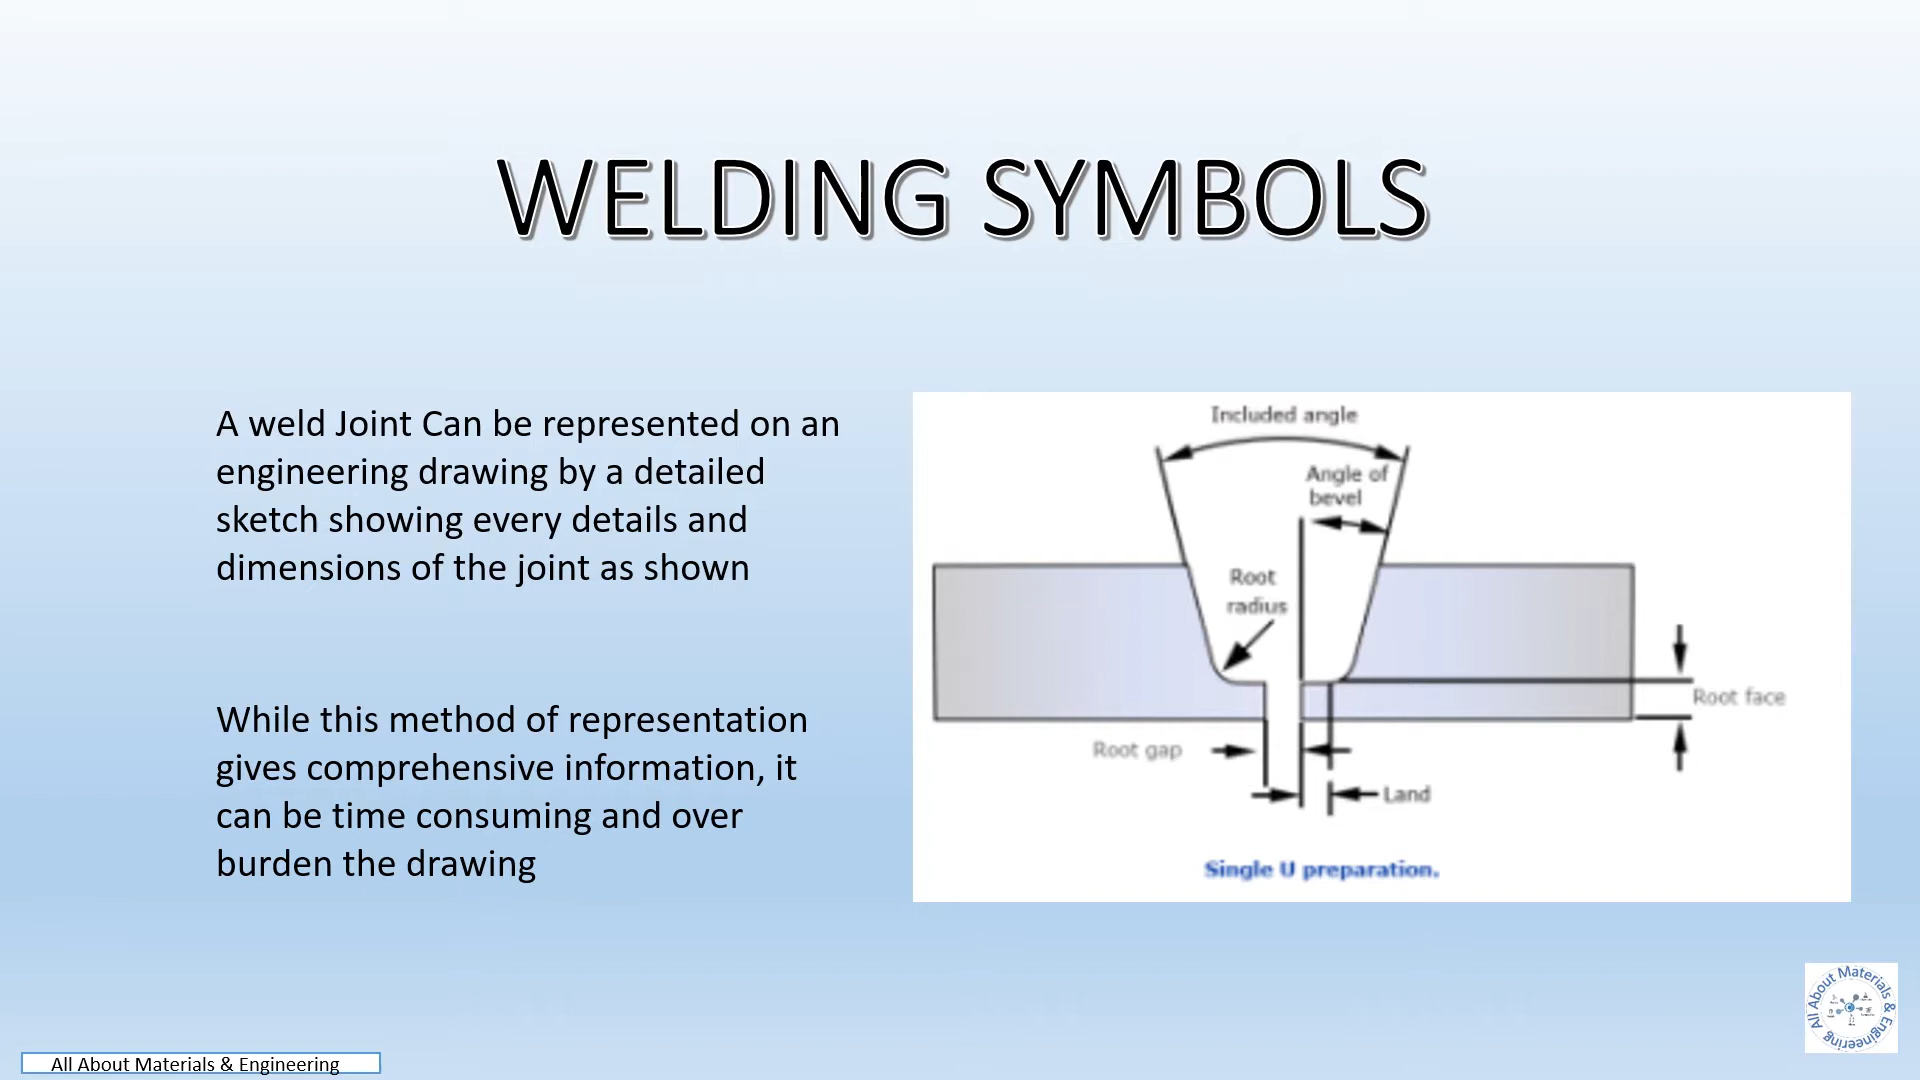 WELDING SYMBOLS
A weld Joint Can be represented on an
engineering drawing by a detailed
sketch showing every details and
dimensions of the joint as shown
While this method of representation
gives comprehensive information, it
can be time consuming and over
burden the drawing
Included angle
Angle of
bevel
Root
radius
Root face
Root gap
Land
Single U preparation.
All About Materials & Engineering
All About Materials & Engineering